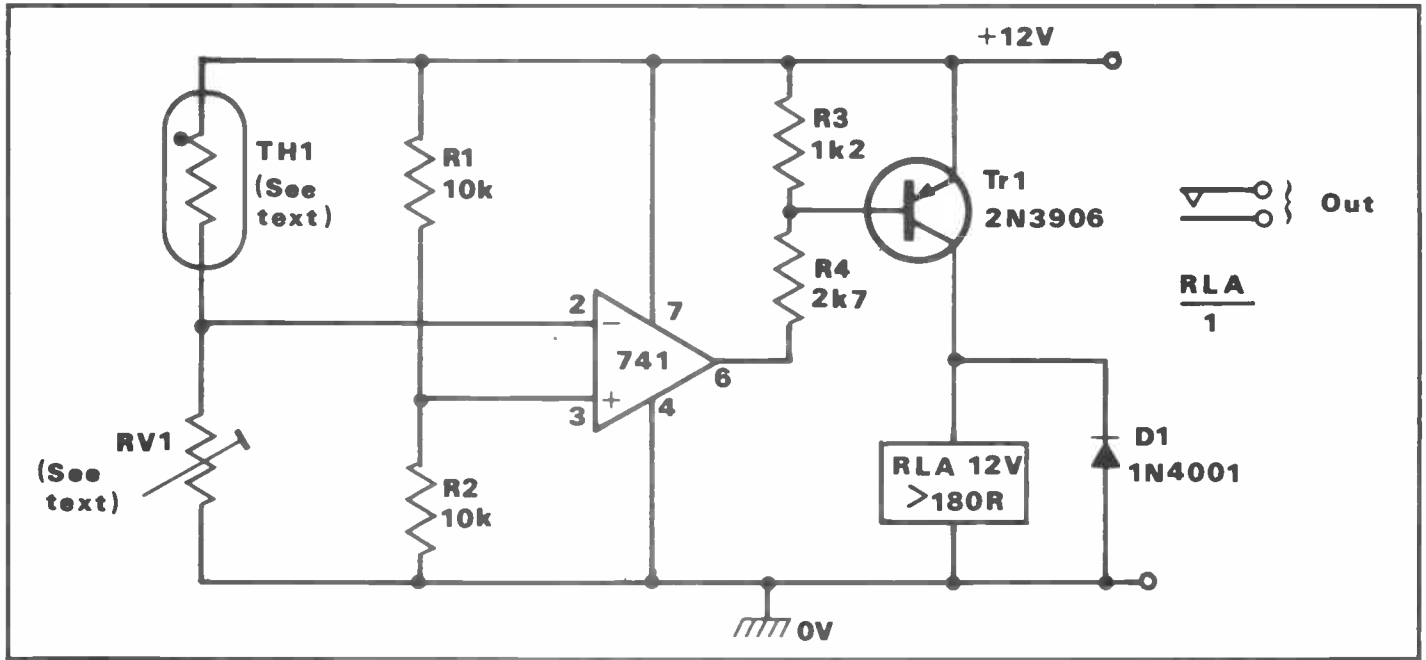 +12V
TH1
(See
text)
R1
10k
R3
1k2
Tr1
2N3906
Out
RLA
1
R4
2k7
2
−
7
741
6
3
+
4
RV1
(See
text)
R2
10k
RLA 12V
>180R
D1
1N4001
0V